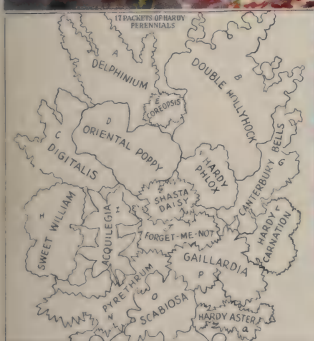 17 PACKETS OF HARDY
PERENNIALS
A
DELPHINIUM
B
DOUBLE HOLLYHOCK
E
COREOPSIS
D
ORIENTAL POPPY
C
DIGITALIS
F
HARDY
PHLOX
G
CANTERBURY BELLS
SHASTA
DAISY
H
SWEET WILLIAM
I
ACQUILEGIA
FORGET-ME-NOT
HARDY
CARNATION
GAILLARDIA
P
PYRETHRUM
N
O
SCABIOSA
HARDY ASTER
Q